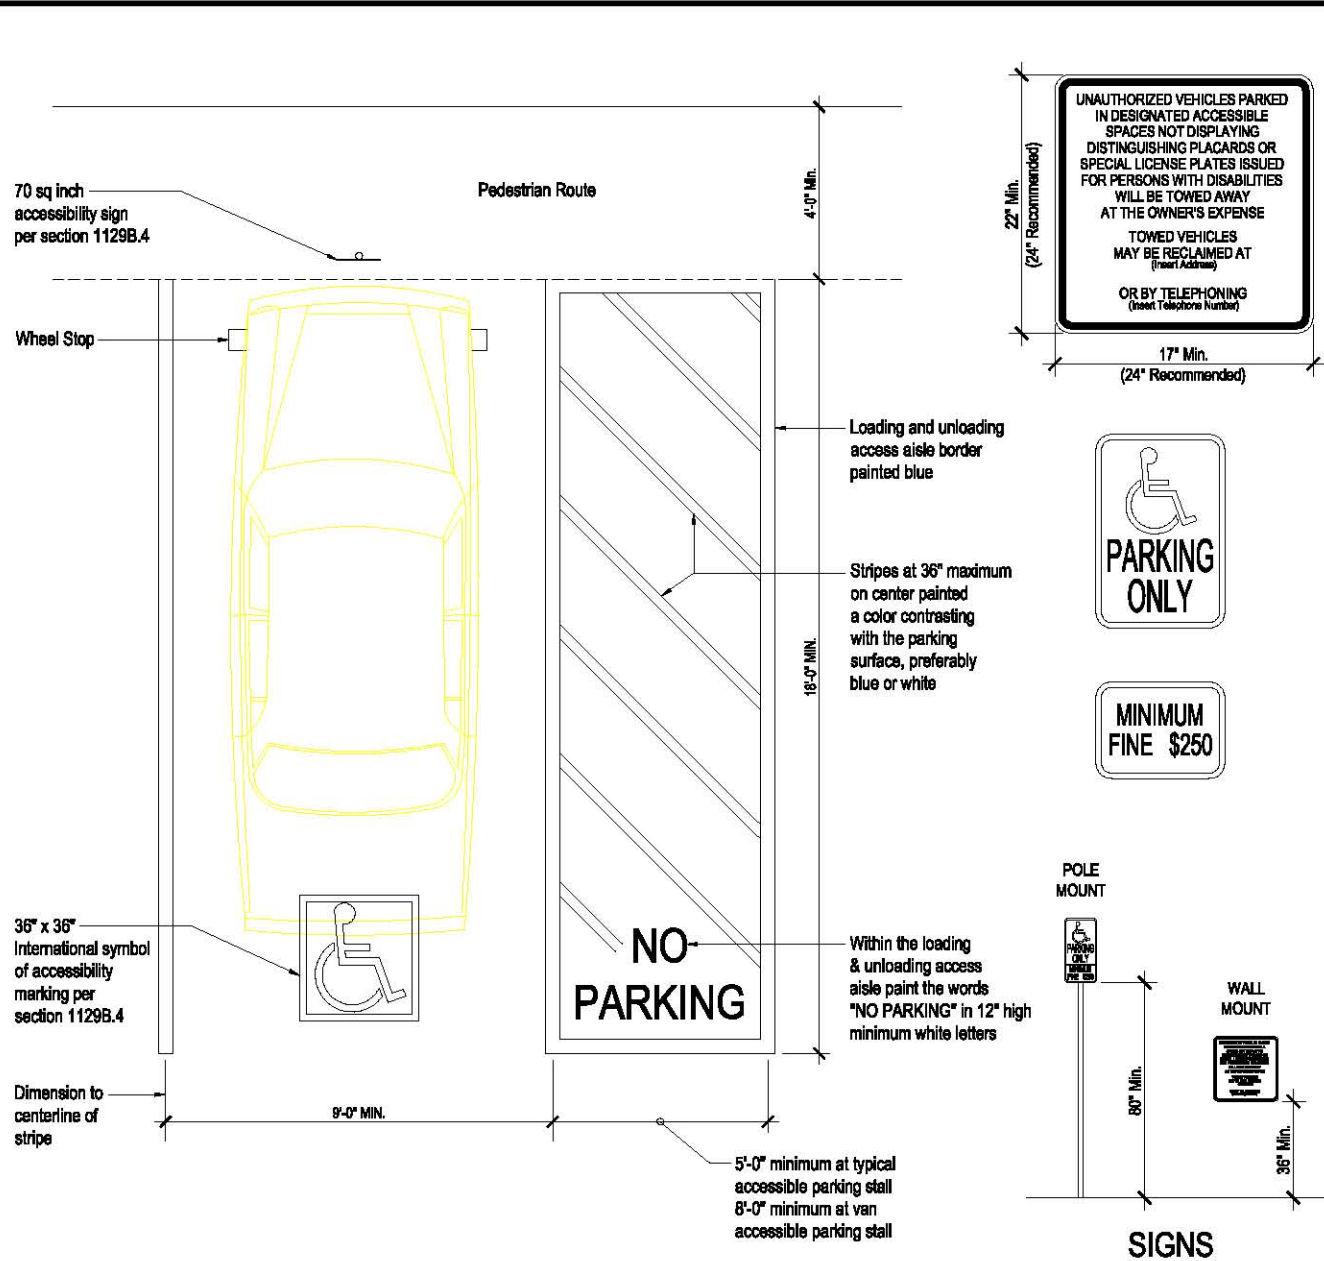 70 sq inch
accessibility sign
per section 1129B.4
Pedestrian Route
4'-0" Min.
Wheel Stop
Loading and unloading
access aisle border
painted blue
Stripes at 36" maximum
on center painted
a color contrasting
with the parking
surface, preferably
blue or white
18'-0" MIN.
36" x 36"
International symbol
of accessibility
marking per
section 1129B.4
NO
PARKING
Within the loading
& unloading access
aisle paint the words
"NO PARKING" in 12" high
minimum white letters
Dimension to
centerline of
stripe
9'-0" MIN.
5'-0" minimum at typical
accessible parking stall
8'-0" minimum at van
accessible parking stall
22" Min.
(24" Recommended)
UNAUTHORIZED VEHICLES PARKED
IN DESIGNATED ACCESSIBLE
SPACES NOT DISPLAYING
DISTINGUISHING PLACARDS OR
SPECIAL LICENSE PLATES ISSUED
FOR PERSONS WITH DISABILITIES
WILL BE TOWED AWAY
AT THE OWNER'S EXPENSE
TOWED VEHICLES
MAY BE RECLAIMED AT
(Insert Address)
OR BY TELEPHONING
(Insert Telephone Number)
17" Min.
(24" Recommended)
PARKING
ONLY
MINIMUM
FINE $250
POLE
MOUNT
PARKING
ONLY
MINIMUM
FINE $250
80" Min.
WALL
MOUNT
36" Min.
SIGNS